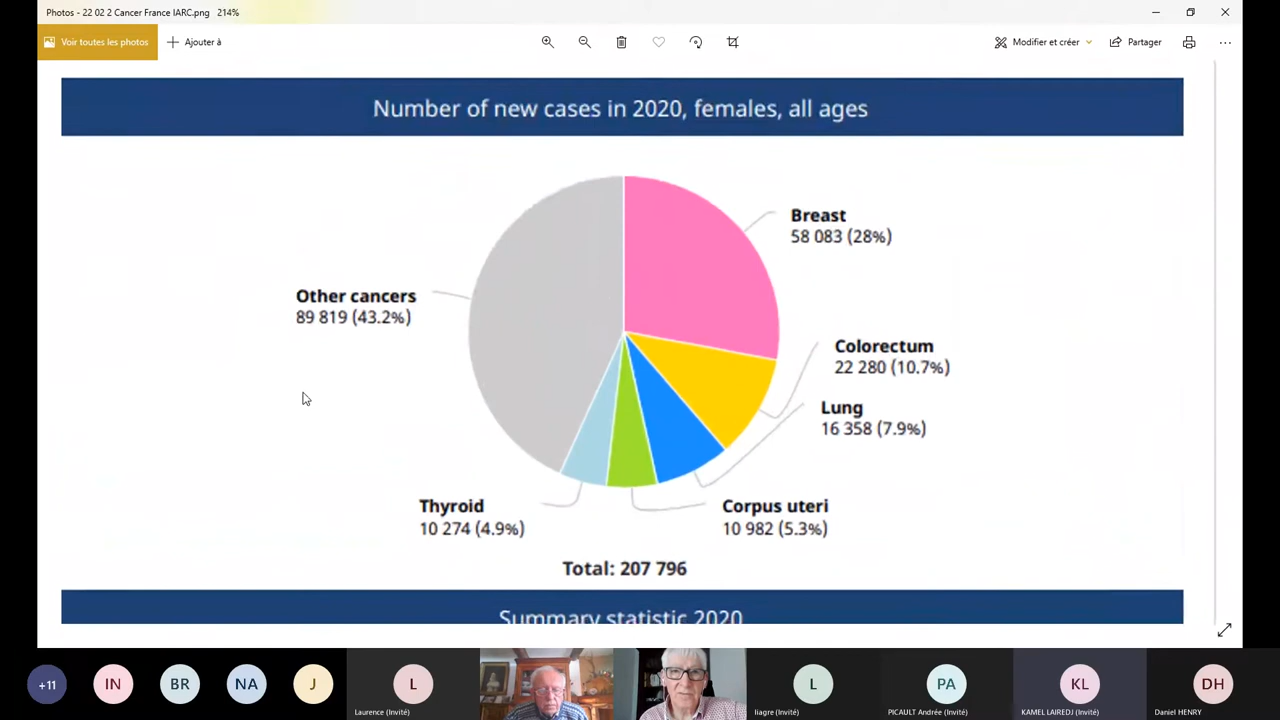 Photos - 22 02 2 Cancer France IARC.png 214%
Voir toutes les photos
Ajouter à
Modifier et créer
Partager
Number of new cases in 2020, females, all ages
Breast
58 083 (28%)
Other cancers
89 819 (43.2%)
Colorectum
22 280 (10.7%)
Lung
16 358 (7.9%)
Thyroid
10 274 (4.9%)
Corpus uteri
10 982 (5.3%)
Total: 207 796
Summary statistic 2020
+11
IN
BR
NA
J
L
Laurence (Invité)
L
liagre (Invité)
PA
PICAULT Andrée (Invité)
KL
KAMEL LAIREDJ (Invité)
DH
Daniel HENRY